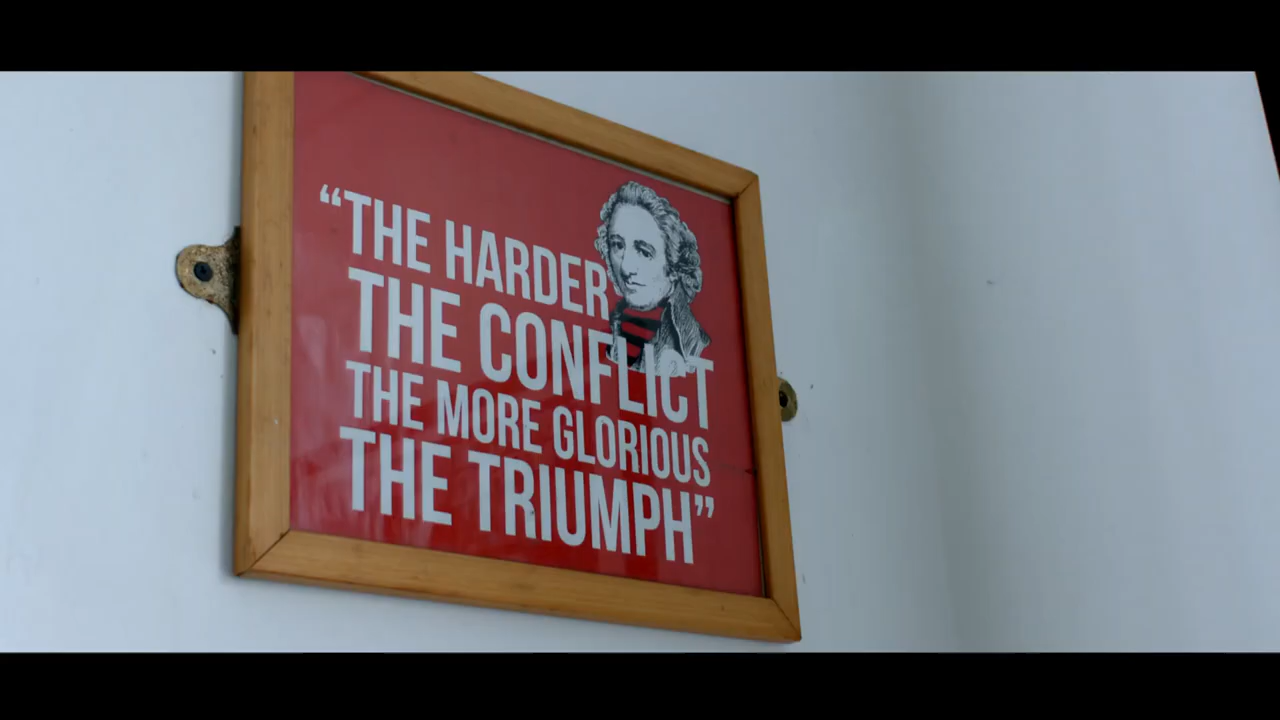 “THE HARDER
THE CONFLICT
THE MORE GLORIOUS
THE TRIUMPH”